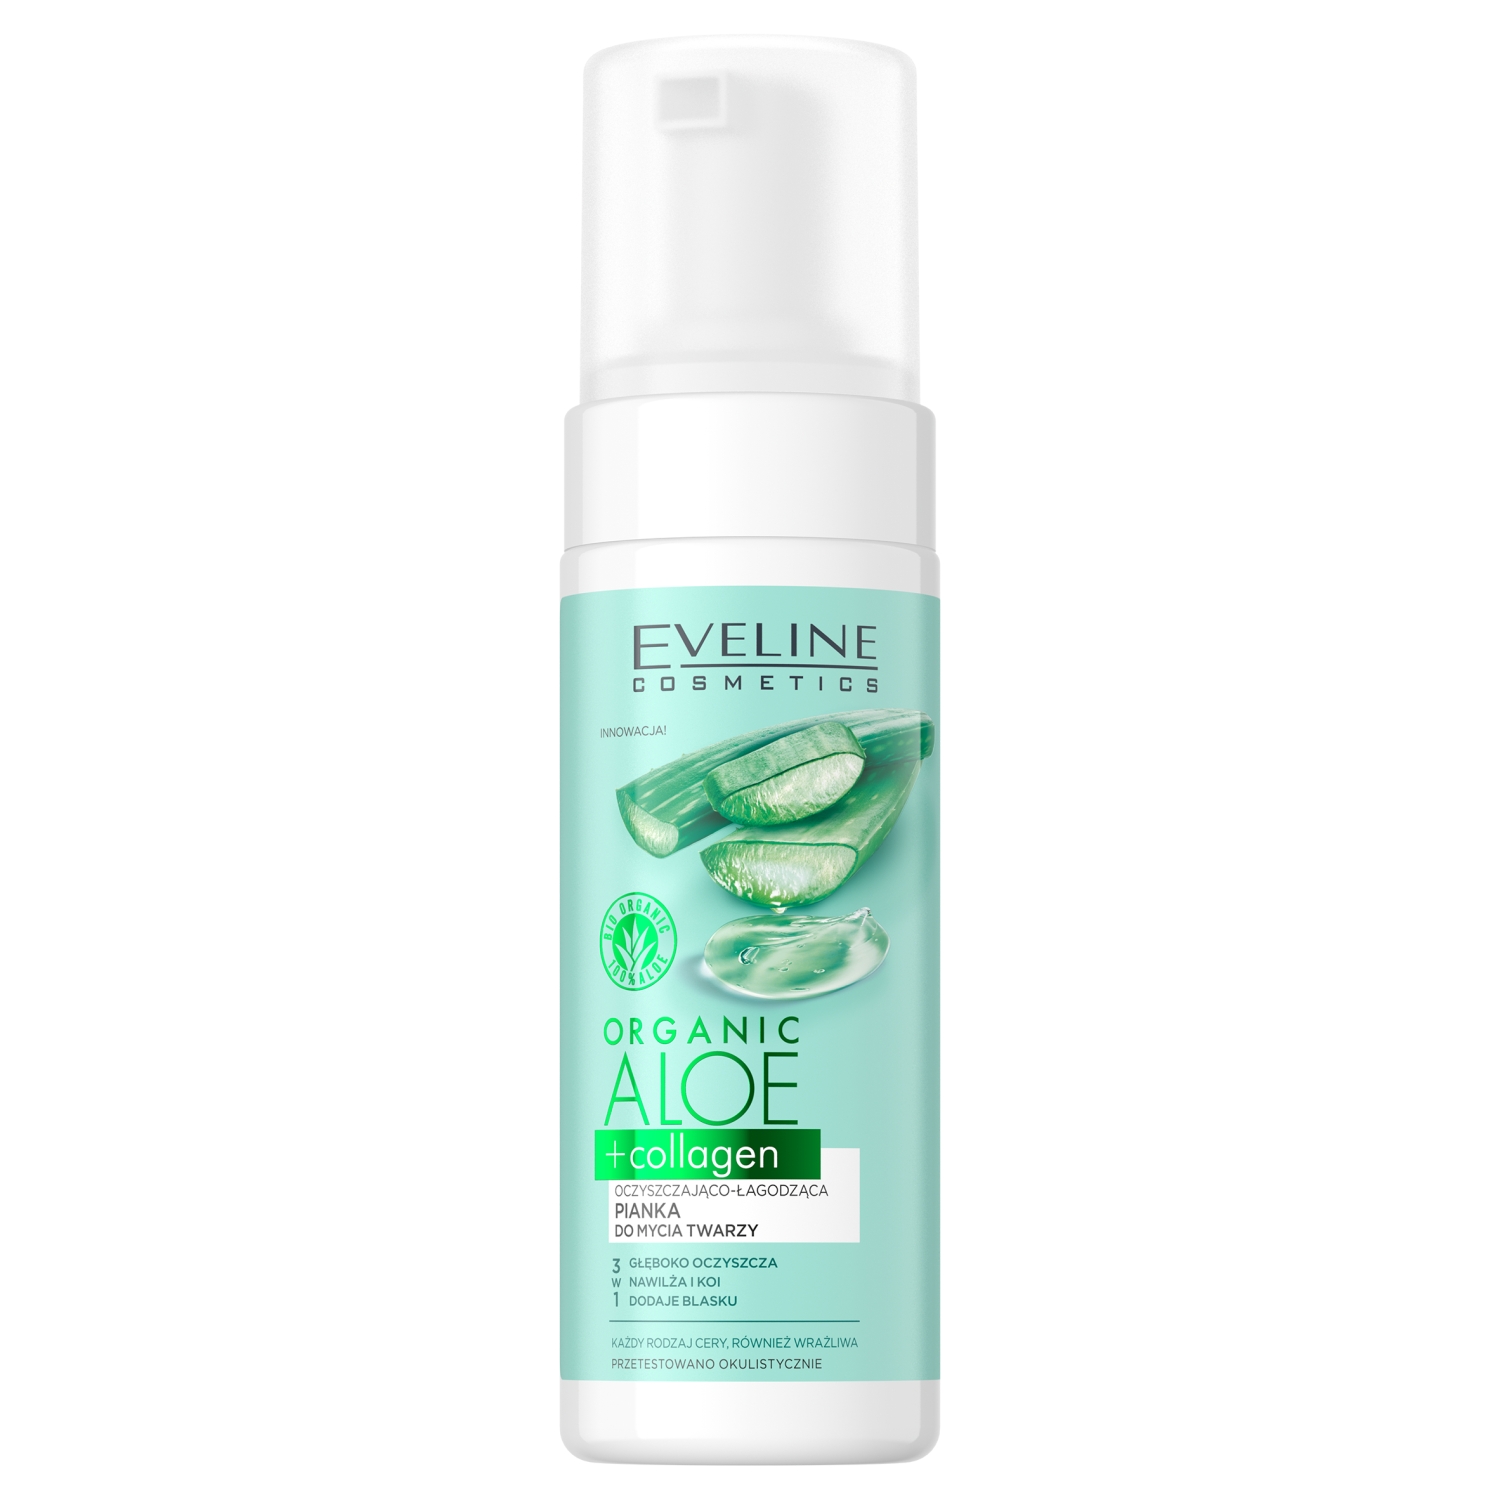 EVELINE
COSMETICS
INNOWACJA!
BIO ORGANIC
100% ALOE
ORGANIC
ALOE
+collagen
OCZYSZCZAJĄCO-ŁAGODZĄCA
PIANKA
DO MYCIA TWARZY
3 GŁĘBOKO OCZYSZCZA
W NAWILŻA I KOI
1 DODAJE BLASKU
KAŻDY RODZAJ CERY, RÓWNIEŻ WRAŻLIWA
PRZETESTOWANO OKULISTYCZNIE